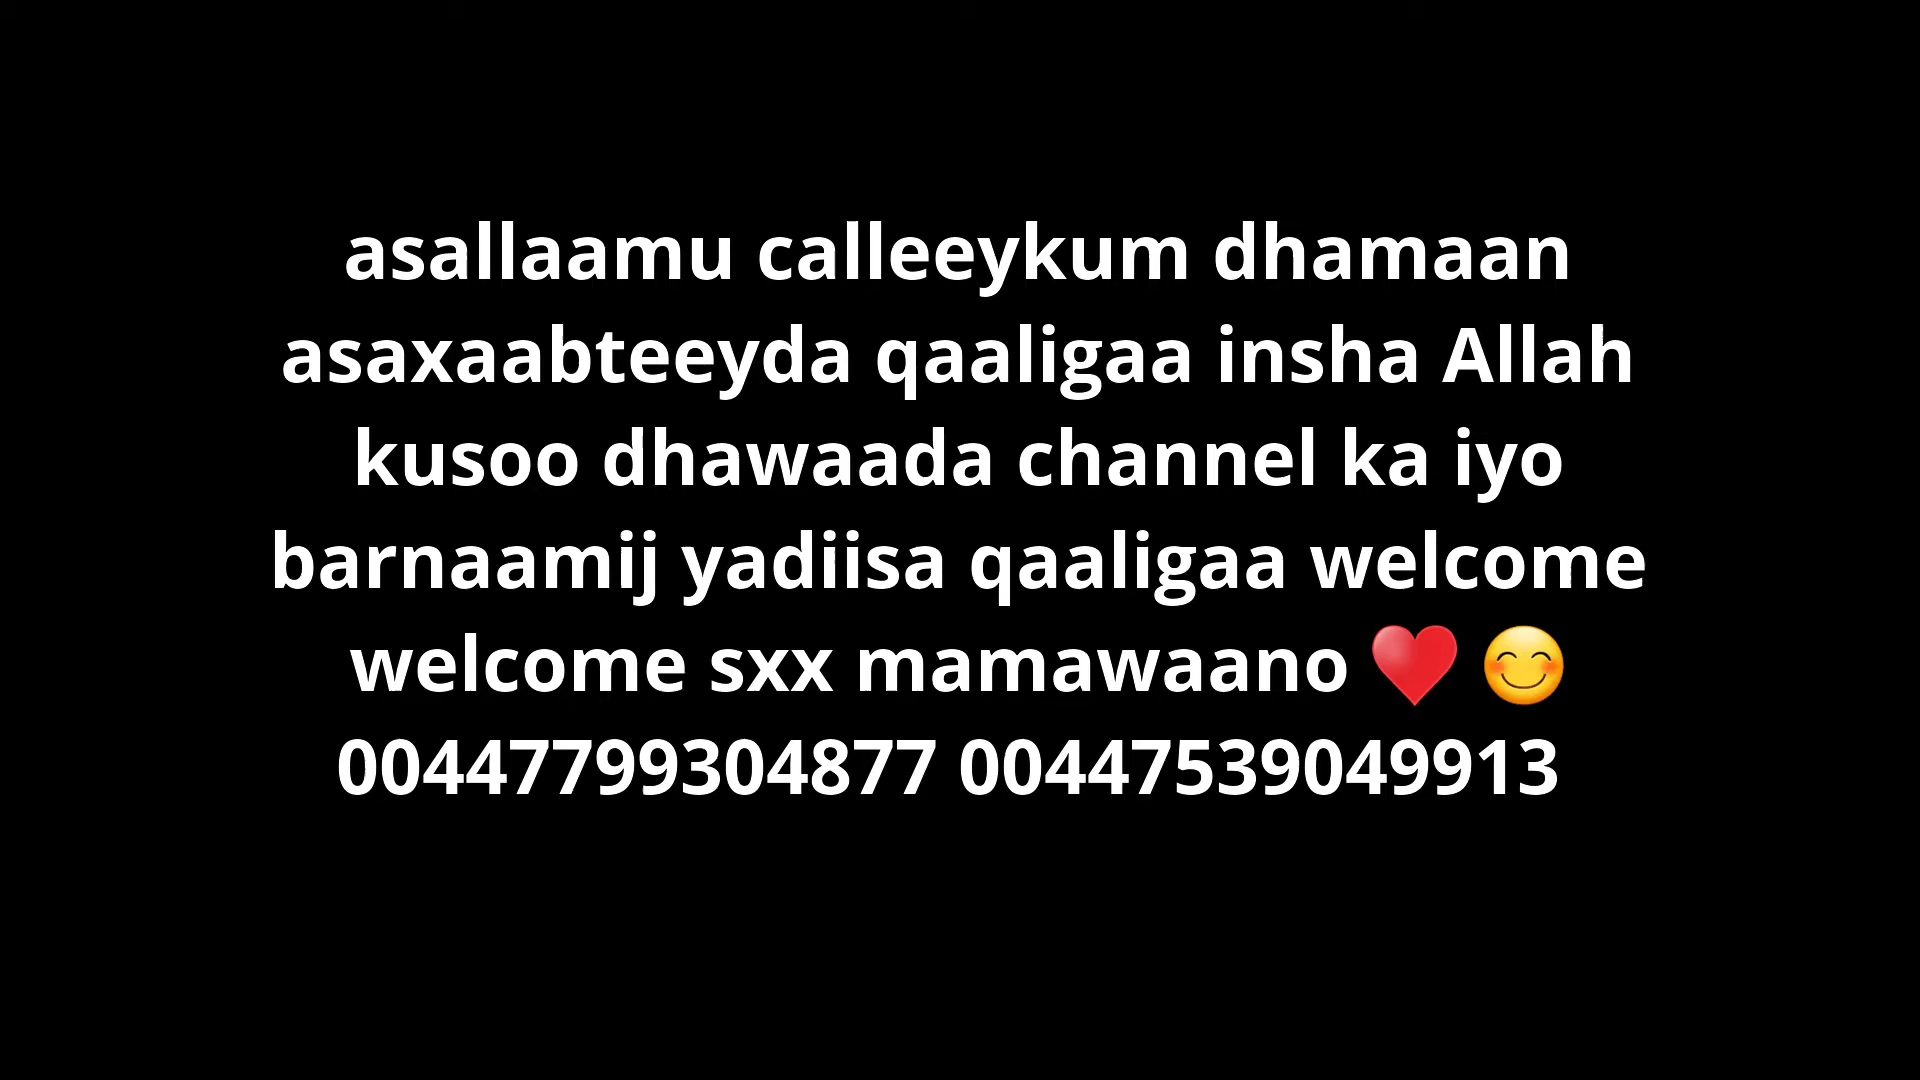 asallaamu calleeykum dhamaan
asaxaabteeyda qaaligaa insha Allah
kusoo dhawaada channel ka iyo
barnaamij yadiisa qaaligaa welcome
welcome sxx mamawaano ♥️ 😊
00447799304877 00447539049913